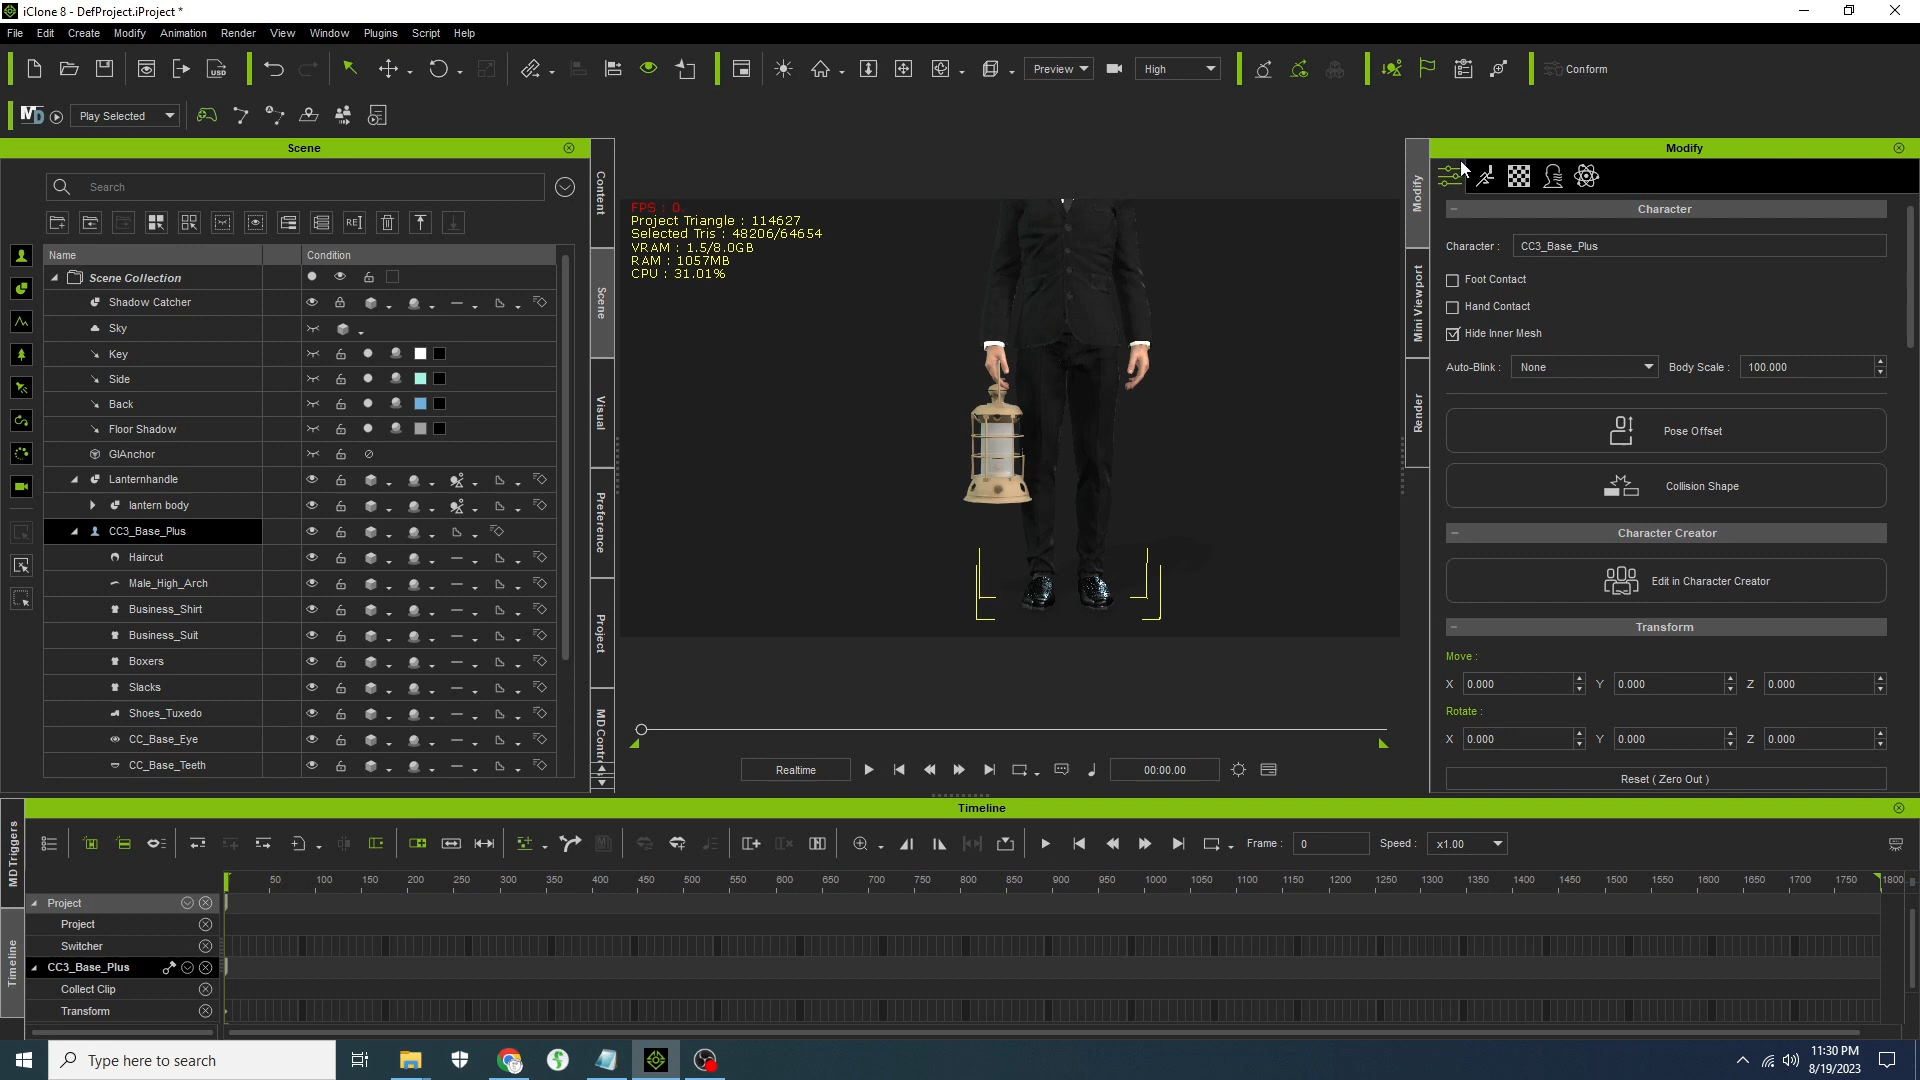 iClone 8 - DefProject.iProject *
File Edit Create Modify Animation Render View Window Plugins Script Help
Preview High Conform
MD Play Selected
Scene
Search
Name Condition
Scene Collection
Shadow Catcher
Sky
Key
Side
Back
Floor Shadow
GIAnchor
Lanternhandle
lantern body
CC3_Base_Plus
Haircut
Male_High_Arch
Business_Shirt
Business_Suit
Boxers
Slacks
Shoes_Tuxedo
CC_Base_Eye
CC_Base_Teeth
Content
Scene
Visual
Preference
Project
MD Contr
FPS : 0.
Project Triangle : 114627
Selected Tris : 48206/64654
VRAM : 1.5/8.0GB
RAM : 1057MB
CPU : 31.01%
Realtime 00:00.00
Modify
Mini Viewport
Render
Modify
Character
Character : CC3_Base_Plus
Foot Contact
Hand Contact
Hide Inner Mesh
Auto-Blink : None Body Scale : 100.000
Pose Offset
Collision Shape
Character Creator
Edit in Character Creator
Transform
Move :
X 0.000 Y 0.000 Z 0.000
Rotate :
X 0.000 Y 0.000 Z 0.000
Reset ( Zero Out )
Timeline
MD Triggers
Timeline
Frame : 0 Speed : x1.00
50 100 150 200 250 300 350 400 450 500 550 600 650 700 750 800 850 900 950 1000 1050 1100 1150 1200 1250 1300 1350 1400 1450 1500 1550 1600 1650 1700 1750 1800
Project
Project
Switcher
CC3_Base_Plus
Collect Clip
Transform
Type here to search
11:30 PM
8/19/2023